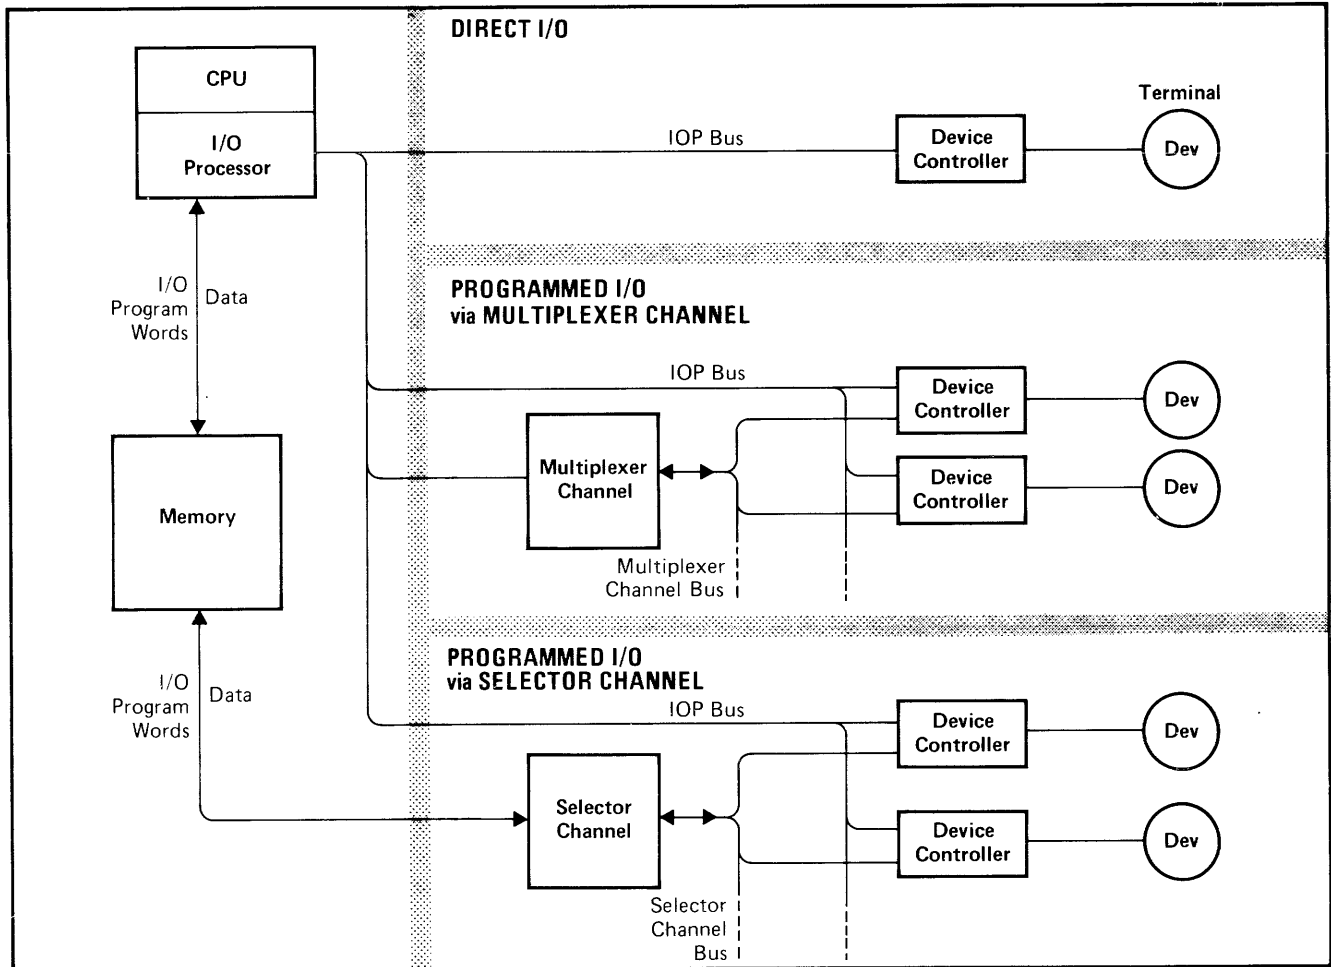 CPU
I/O
Processor
I/O
Program
Words
Data
Memory
I/O
Program
Words
Data
DIRECT I/O
IOP Bus
Device
Controller
Terminal
Dev
PROGRAMMED I/O
via MULTIPLEXER CHANNEL
IOP Bus
Multiplexer
Channel
Multiplexer
Channel Bus
Device
Controller
Dev
Device
Controller
Dev
PROGRAMMED I/O
via SELECTOR CHANNEL
IOP Bus
Selector
Channel
Selector
Channel
Bus
Device
Controller
Dev
Device
Controller
Dev